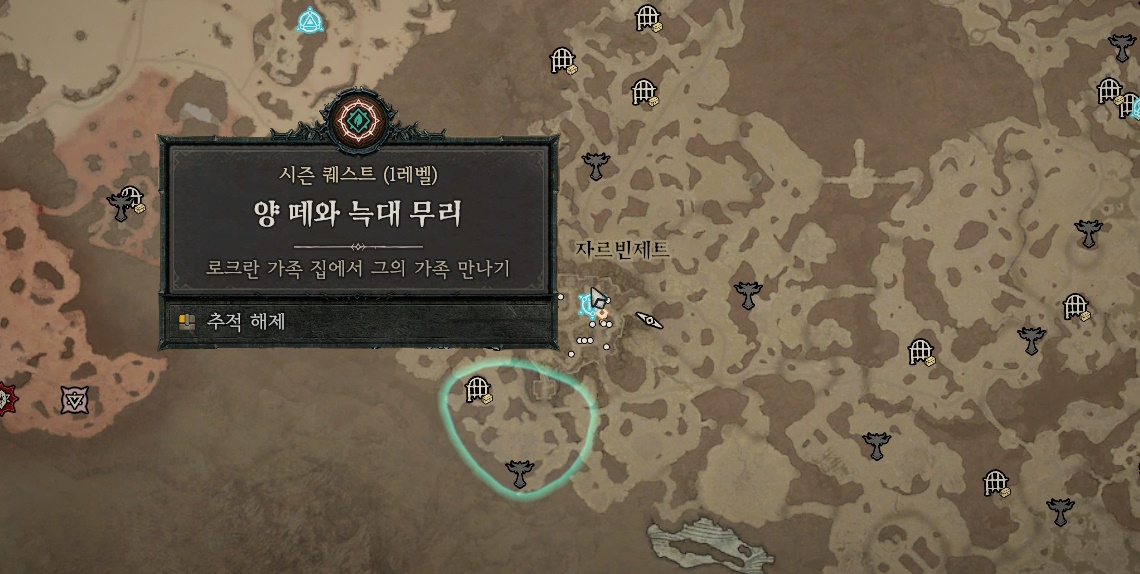 시즌 퀘스트 (1레벨)
양 떼와 늑대 무리
로크란 가족 집에서 그의 가족 만나기
추적 해제
자르빈제트